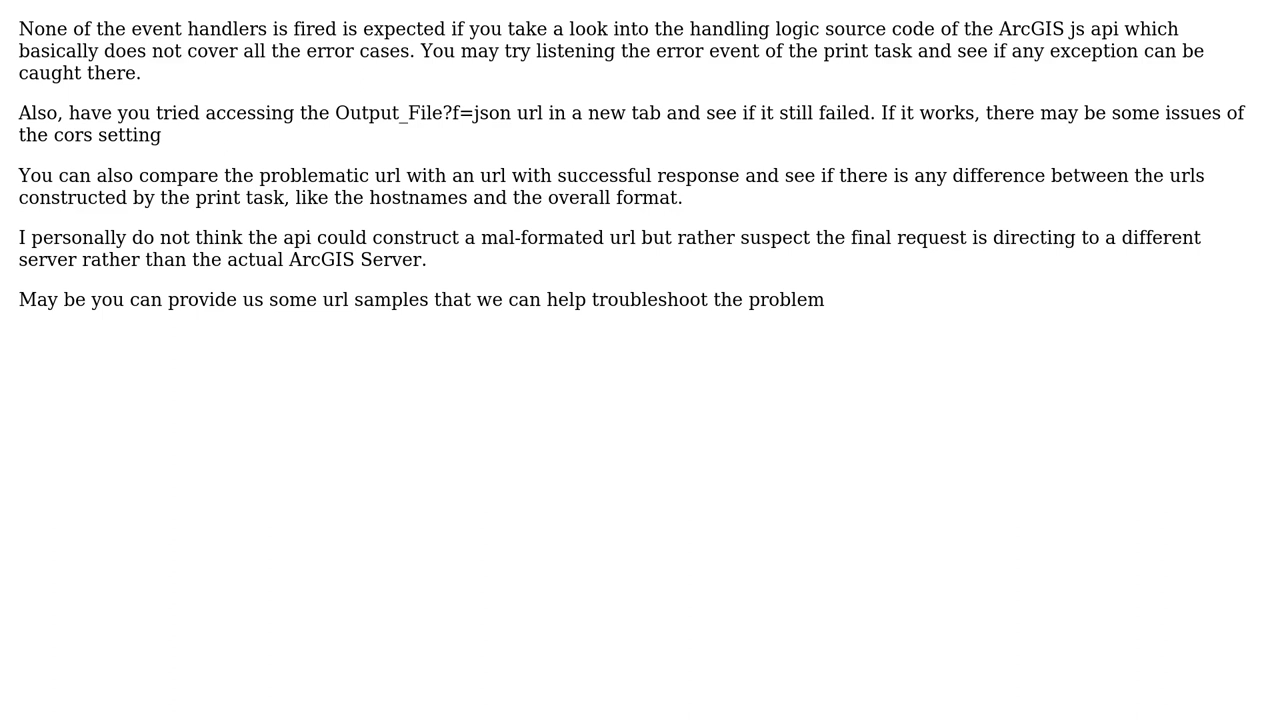 None of the event handlers is fired is expected if you take a look into the handling logic source code of the ArcGIS js api which
basically does not cover all the error cases. You may try listening the error event of the print task and see if any exception can be
caught there.
Also, have you tried accessing the Output_File?f=json url in a new tab and see if it still failed. If it works, there may be some issues of
the cors setting
You can also compare the problematic url with an url with successful response and see if there is any difference between the urls
constructed by the print task, like the hostnames and the overall format.
I personally do not think the api could construct a mal-formated url but rather suspect the final request is directing to a different
server rather than the actual ArcGIS Server.
May be you can provide us some url samples that we can help troubleshoot the problem